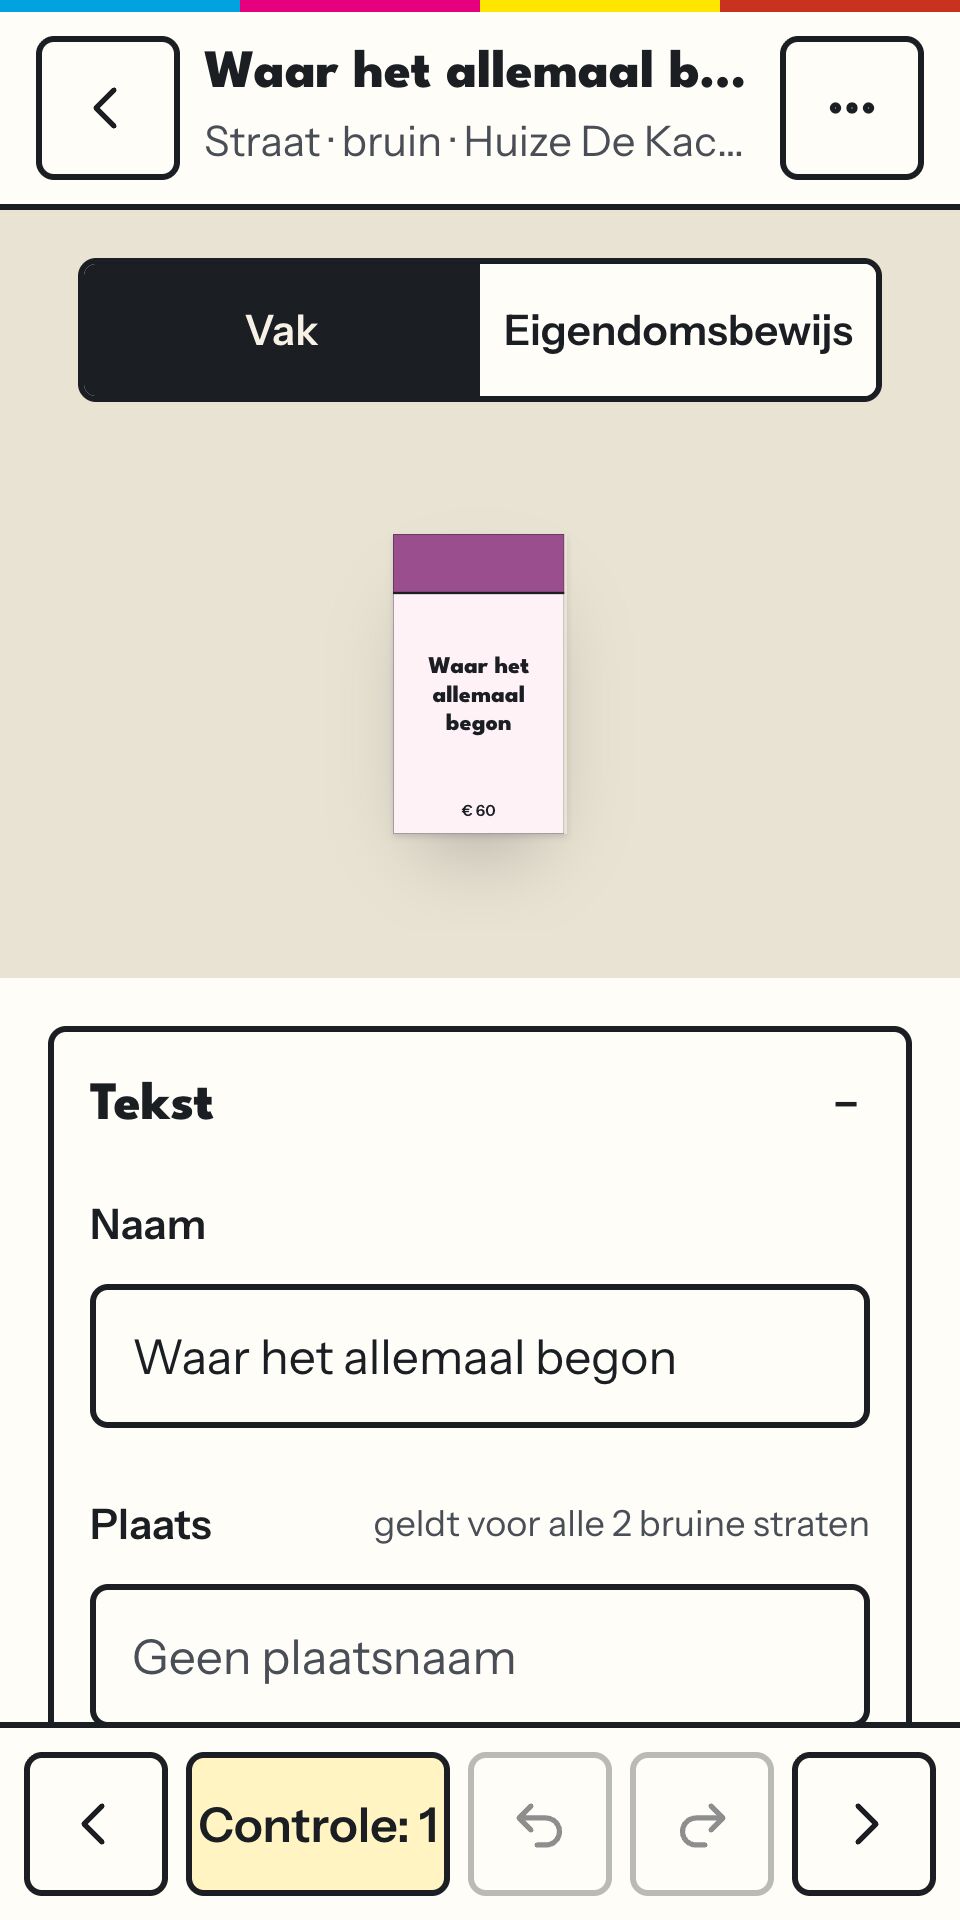 Waar het allemaal b...
Straat · bruin · Huize De Kac...
Vak
Eigendomsbewijs
Waar het
allemaal
begon
€ 60
Tekst
Naam
Waar het allemaal begon
Plaats
geldt voor alle 2 bruine straten
Geen plaatsnaam
Controle: 1